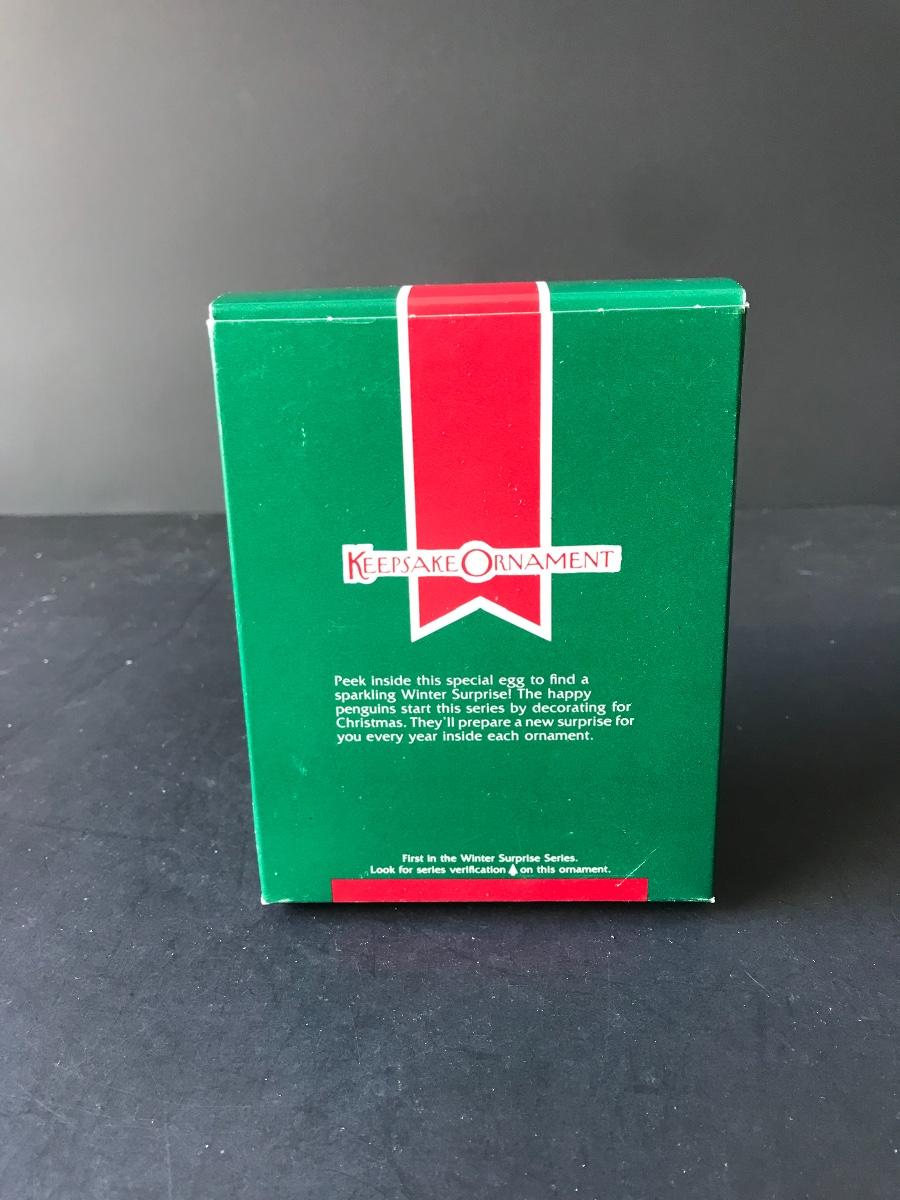 KEEPSAKE ORNAMENT
Peek inside this special egg to find a
sparkling Winter Surprise! The happy
penguins start this series by decorating for
Christmas. They'll prepare a new surprise for
you every year inside each ornament.
First in the Winter Surprise Series.
Look for series verification on this ornament.